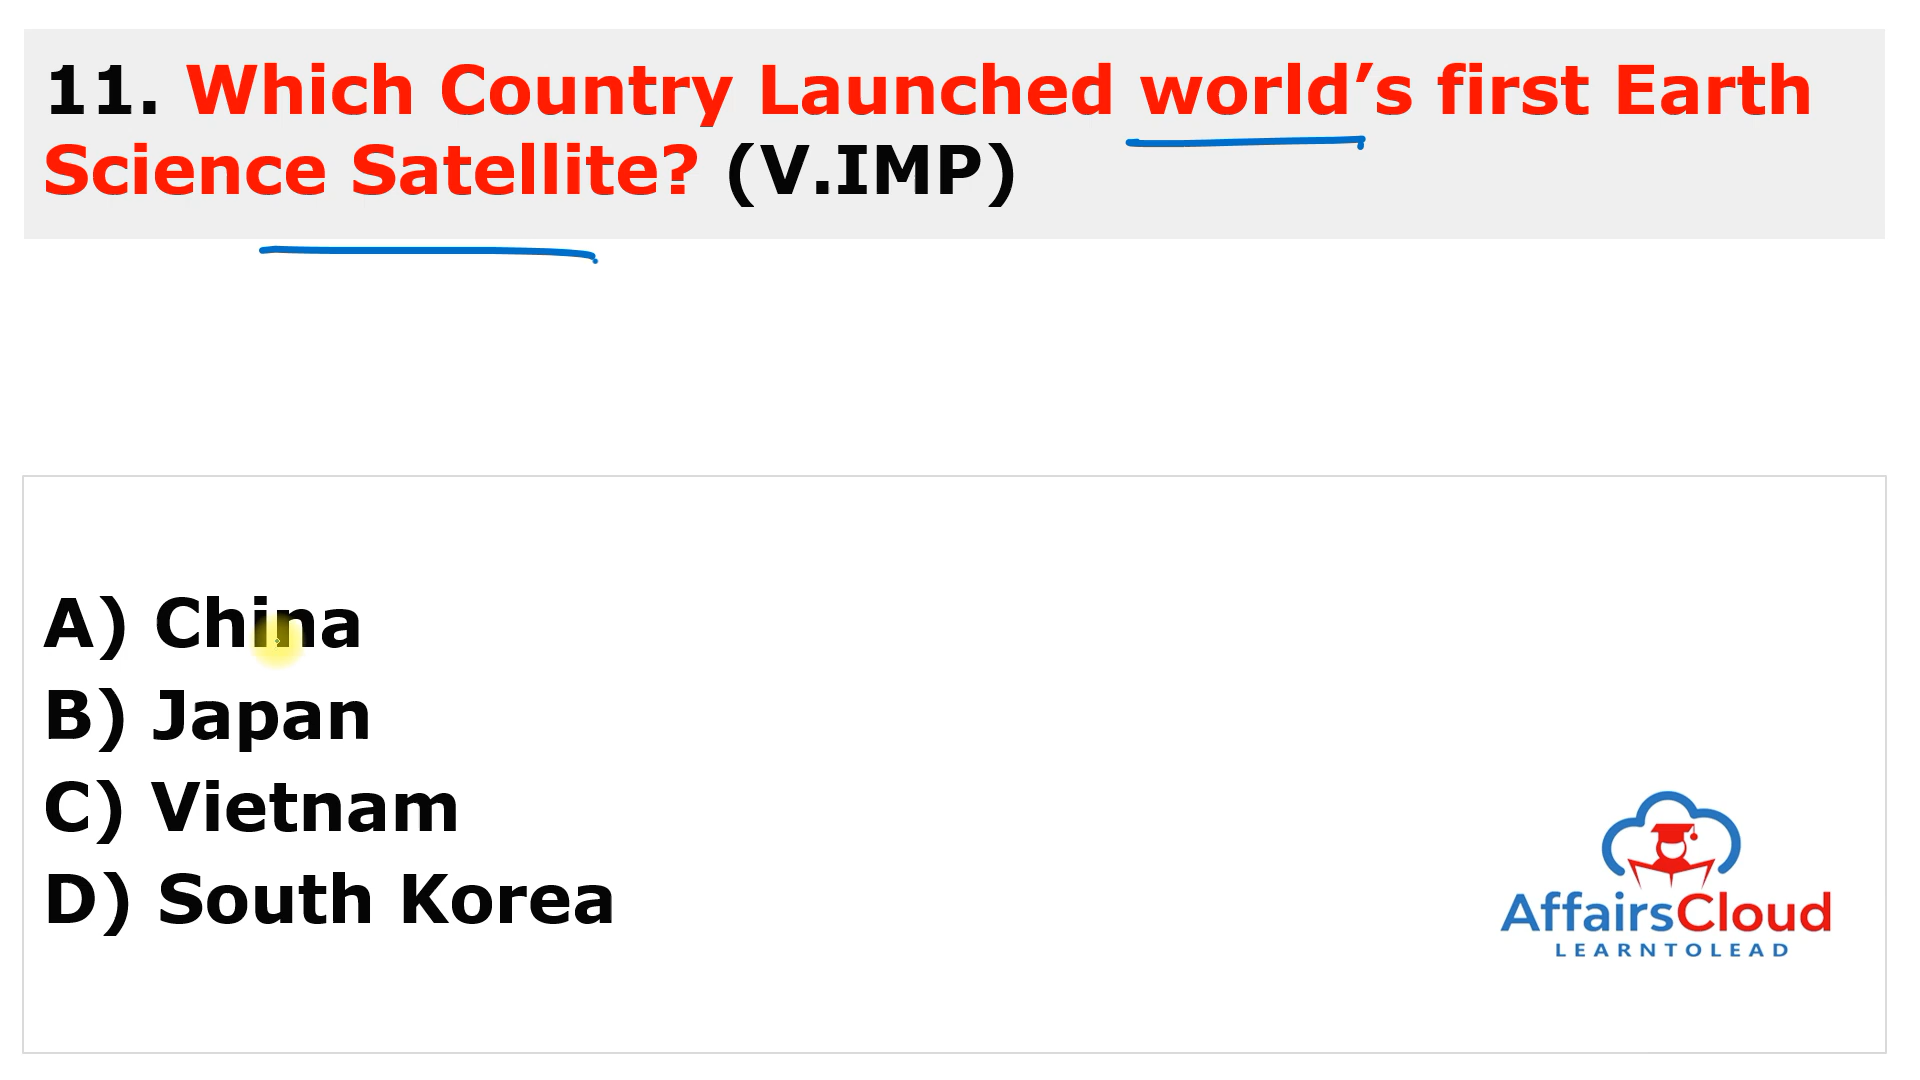 11. Which Country Launched world’s first Earth
Science Satellite? (V.IMP)
A) China
B) Japan
C) Vietnam
D) South Korea
AffairsCloud
LEARNTOLEAD